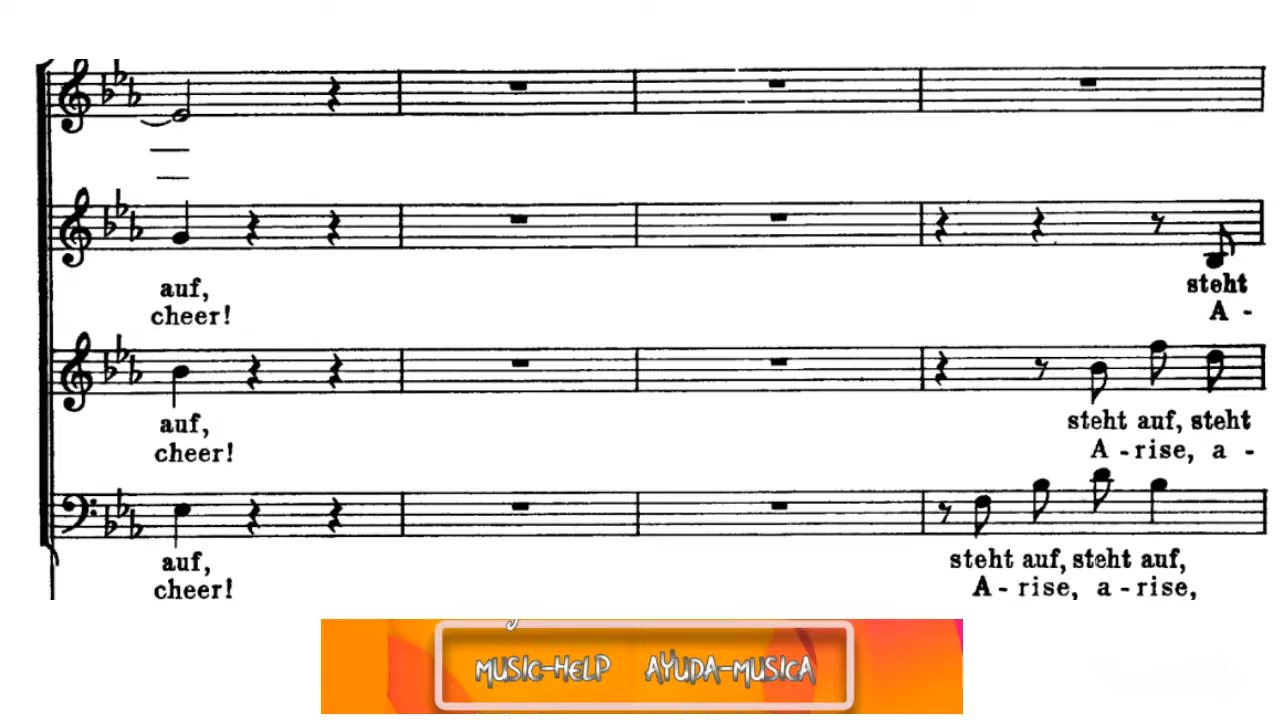 auf, steht
cheer! A -
auf, steht auf, steht
cheer! A - rise, a -
auf, steht auf, steht auf,
cheer! A - rise, a - rise,
MUSIC-HELP AYUDA-MUSICA